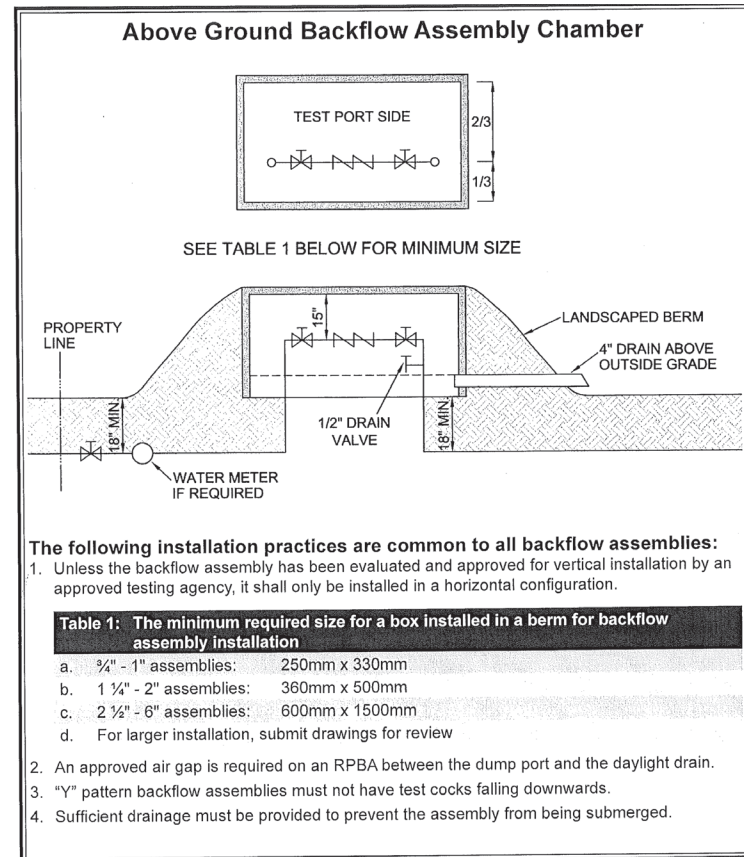 Above Ground Backflow Assembly Chamber
TEST PORT SIDE
2/3
1/3
SEE TABLE 1 BELOW FOR MINIMUM SIZE
PROPERTY
LINE
15"
LANDSCAPED BERM
4" DRAIN ABOVE
OUTSIDE GRADE
18" MIN.
1/2" DRAIN
VALVE
18" MIN.
WATER METER
IF REQUIRED
The following installation practices are common to all backflow assemblies:
1. Unless the backflow assembly has been evaluated and approved for vertical installation by an
approved testing agency, it shall only be installed in a horizontal configuration.
Table 1: The minimum required size for a box installed in a berm for backflow
assembly installation
a. ¾" - 1" assemblies: 250mm x 330mm
b. 1 ¼" - 2" assemblies: 360mm x 500mm
c. 2 ½" - 6" assemblies: 600mm x 1500mm
d. For larger installation, submit drawings for review
2. An approved air gap is required on an RPBA between the dump port and the daylight drain.
3. “Y” pattern backflow assemblies must not have test cocks falling downwards.
4. Sufficient drainage must be provided to prevent the assembly from being submerged.